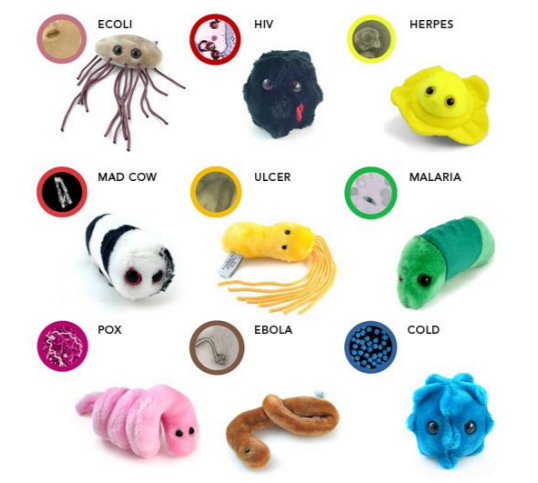 ECOLI
HIV
HERPES
MAD COW
ULCER
MALARIA
POX
EBOLA
COLD